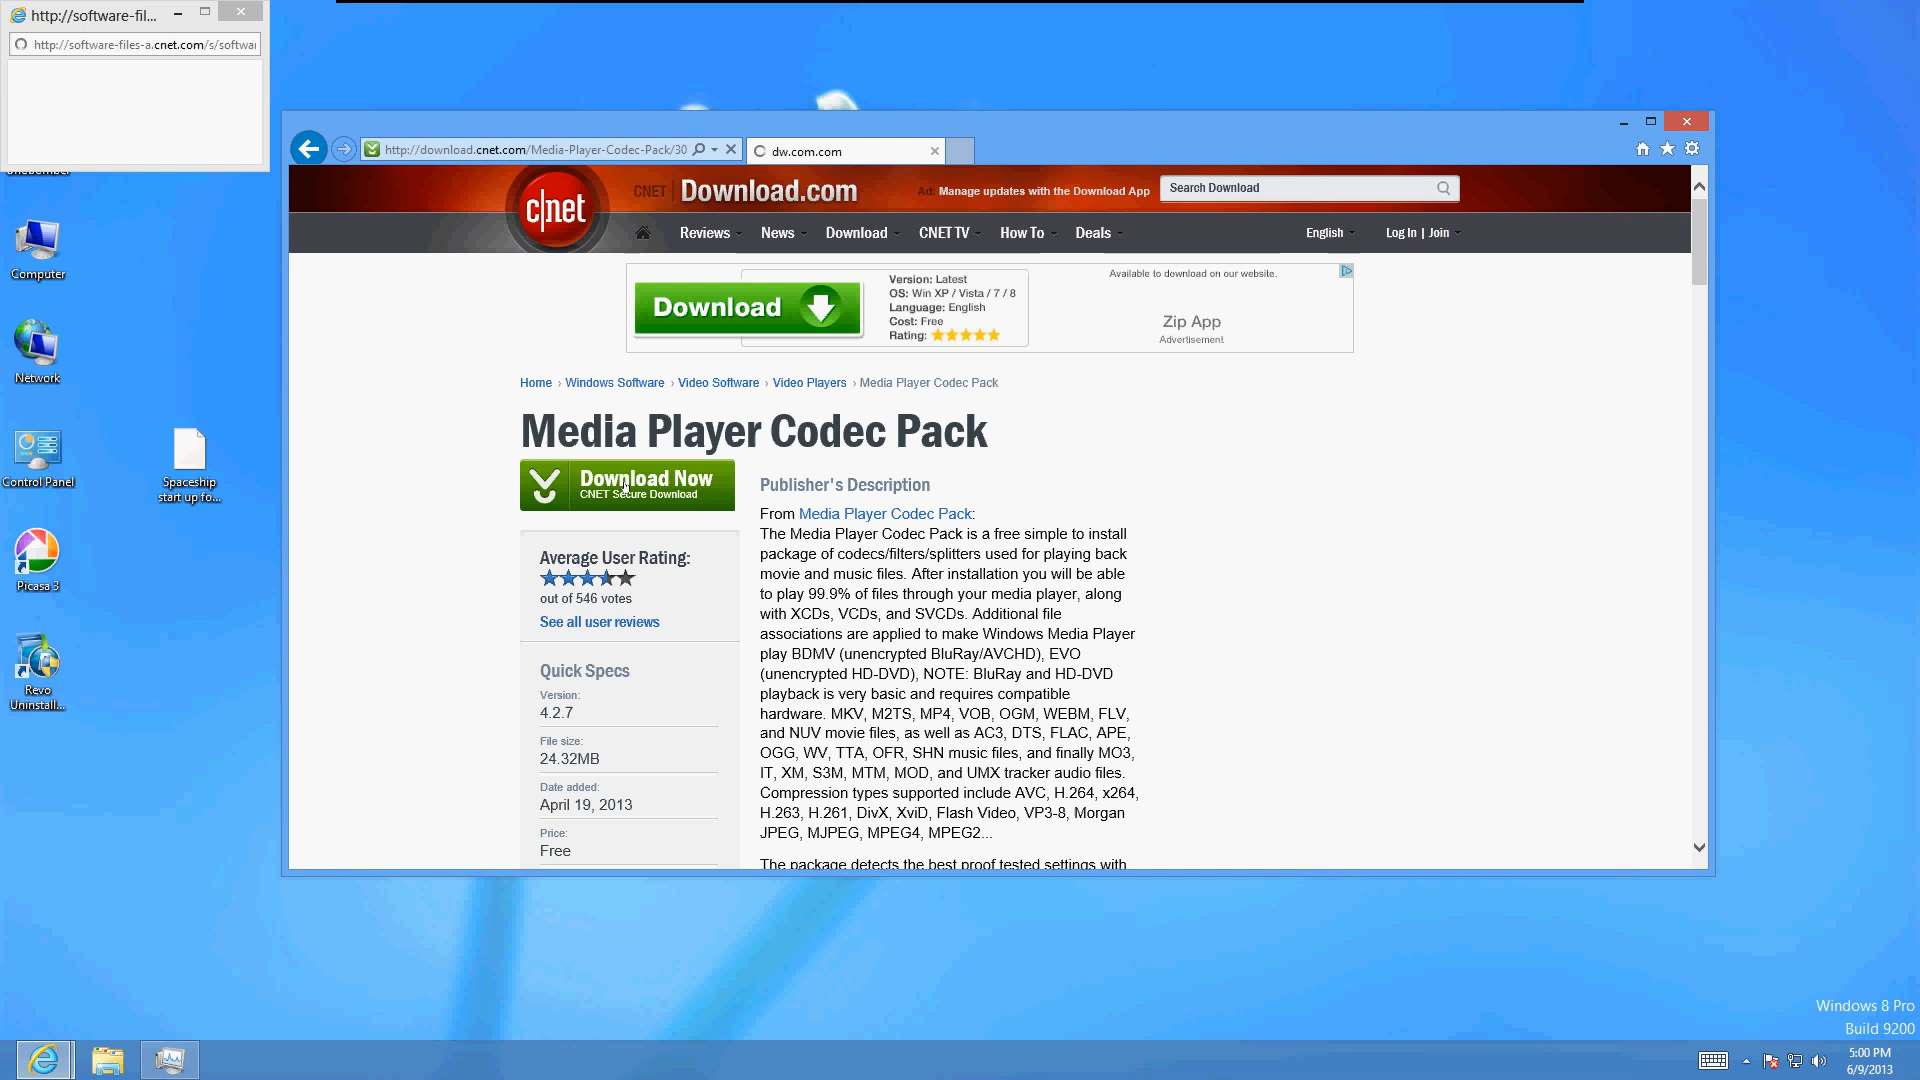 http://software-fil...
http://software-files-a.cnet.com/s/softwa
Computer
Network
Control Panel
Spaceship
start up fo...
Picasa 3
Revo
Uninstall...
http://download.cnet.com/Media-Player-Codec-Pack/30
dw.com.com
c|net
CNET
Download.com
Ad: Manage updates with the Download App
Search Download
Reviews
News
Download
CNET TV
How To
Deals
English
Log In | Join
Download
Version: Latest
OS: Win XP / Vista / 7 / 8
Language: English
Cost: Free
Rating:
Available to download on our website.
Zip App
Advertisement
Home › Windows Software › Video Software › Video Players › Media Player Codec Pack
Media Player Codec Pack
Download Now
CNET Secure Download
Average User Rating:
out of 546 votes
See all user reviews
Quick Specs
Version:
4.2.7
File size:
24.32MB
Date added:
April 19, 2013
Price:
Free
Publisher's Description
From Media Player Codec Pack:
The Media Player Codec Pack is a free simple to install
package of codecs/filters/splitters used for playing back
movie and music files. After installation you will be able
to play 99.9% of files through your media player, along
with XCDs, VCDs, and SVCDs. Additional file
associations are applied to make Windows Media Player
play BDMV (unencrypted BluRay/AVCHD), EVO
(unencrypted HD-DVD), NOTE: BluRay and HD-DVD
playback is very basic and requires compatible
hardware. MKV, M2TS, MP4, VOB, OGM, WEBM, FLV,
and NUV movie files, as well as AC3, DTS, FLAC, APE,
OGG, WV, TTA, OFR, SHN music files, and finally MO3,
IT, XM, S3M, MTM, MOD, and UMX tracker audio files.
Compression types supported include AVC, H.264, x264,
H.263, H.261, DivX, XviD, Flash Video, VP3-8, Morgan
JPEG, MJPEG, MPEG4, MPEG2...
The package detects the best proof tested settings with
Windows 8 Pro
Build 9200
5:00 PM
6/9/2013